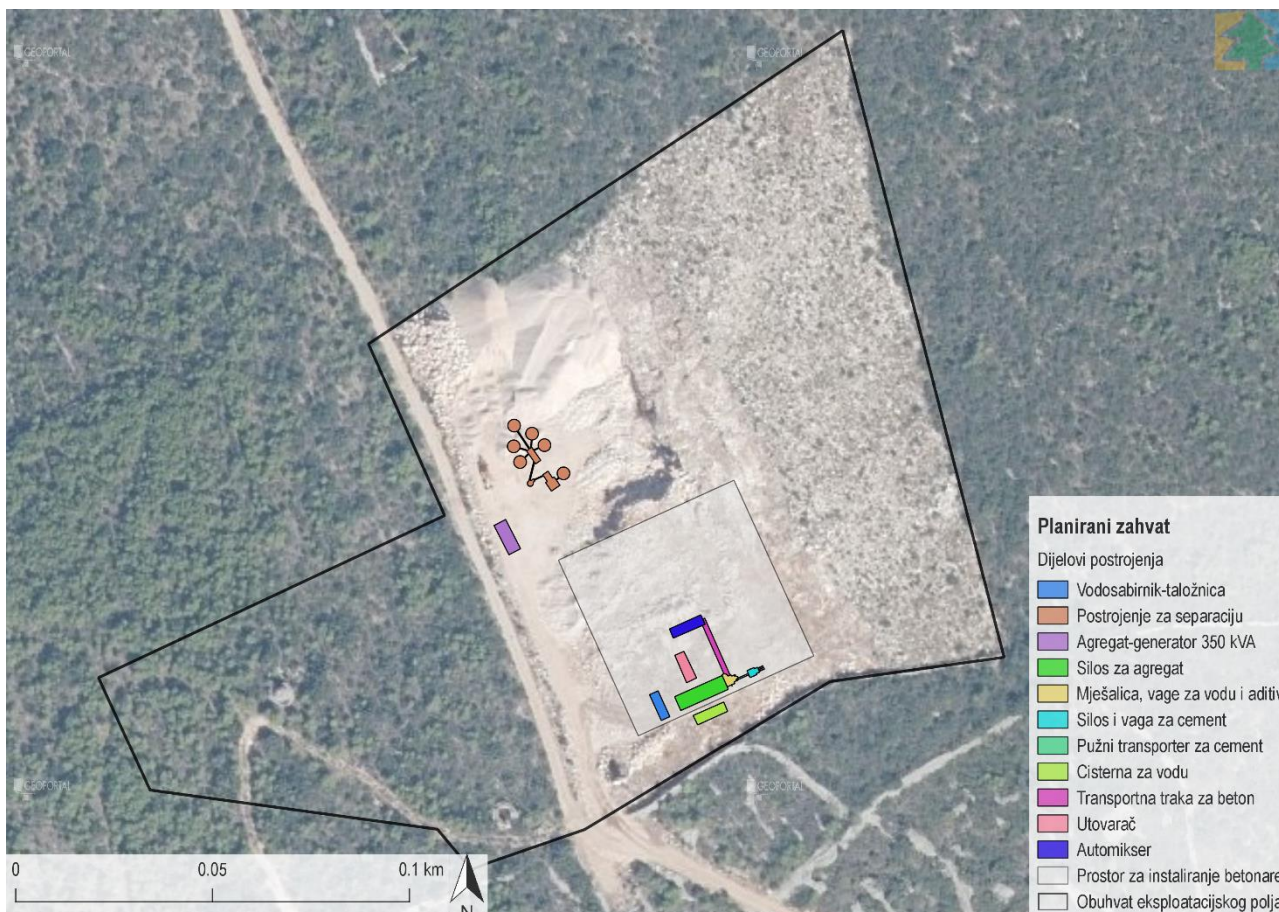 GEOPORTAL
GEOPORTAL
Planirani zahvat
Dijelovi postrojenja
Vodosabirnik-taložnica
Postrojenje za separaciju
Agregat-generator 350 kVA
Silos za agregat
Mješalica, vage za vodu i aditiv
Silos i vaga za cement
Pužni transporter za cement
Cisterna za vodu
Transportna traka za beton
Utovarač
Automikser
Prostor za instaliranje betonare
Obuhvat eksploatacijskog polja
GEOPORTAL
GEOPORTAL
0 0.05 0.1 km
N